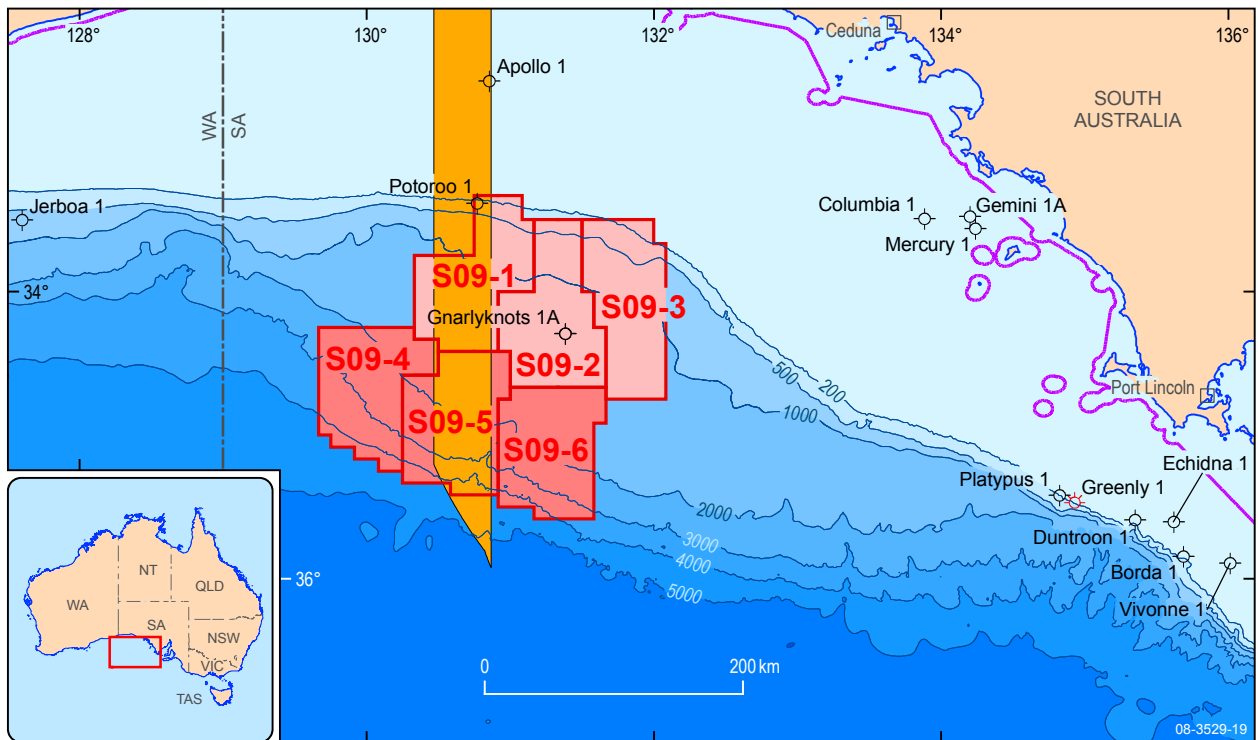 128°
130°
132°
134°
136°
Ceduna
Apollo 1
SOUTH
AUSTRALIA
WA
SA
Potoroo 1
Jerboa 1
Columbia 1
Gemini 1A
Mercury 1
S09-1
34°
S09-3
Gnarlyknots 1A
S09-2
S09-4
200
500
1000
Port Lincoln
S09-5
S09-6
Echidna 1
Platypus 1
Greenly 1
2000
Duntroon 1
3000
4000
5000
36°
Borda 1
Vivonne 1
NT
QLD
WA
SA
NSW
VIC
TAS
0
200 km
08-3529-19